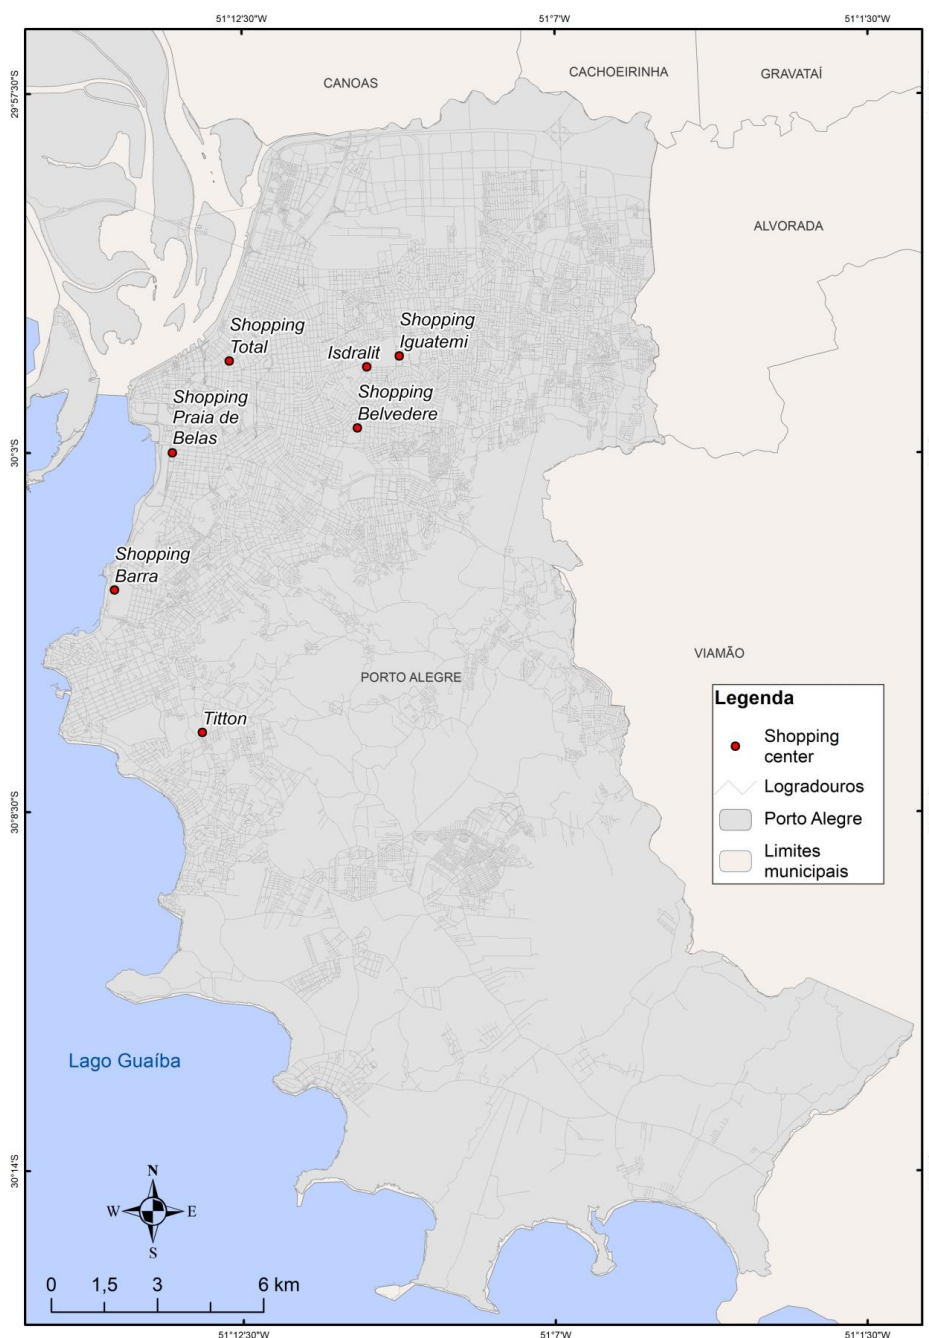 51°12'30"W
51°7'W
51°1'30"W
29°57'30"S
CANOAS
CACHOEIRINHA
GRAVATAÍ
ALVORADA
Shopping
Total
Shopping
Iguatemi
Isdralit
Shopping
Belvedere
Shopping
Praia de
Belas
30°3'S
Shopping
Barra
VIAMÃO
PORTO ALEGRE
Titton
Legenda
Shopping
center
Logradouros
Porto Alegre
Limites
municipais
30°8'30"S
Lago Guaíba
30°14'S
N
W
E
S
0 1,5 3 6 km
51°12'30"W
51°7'W
51°1'30"W